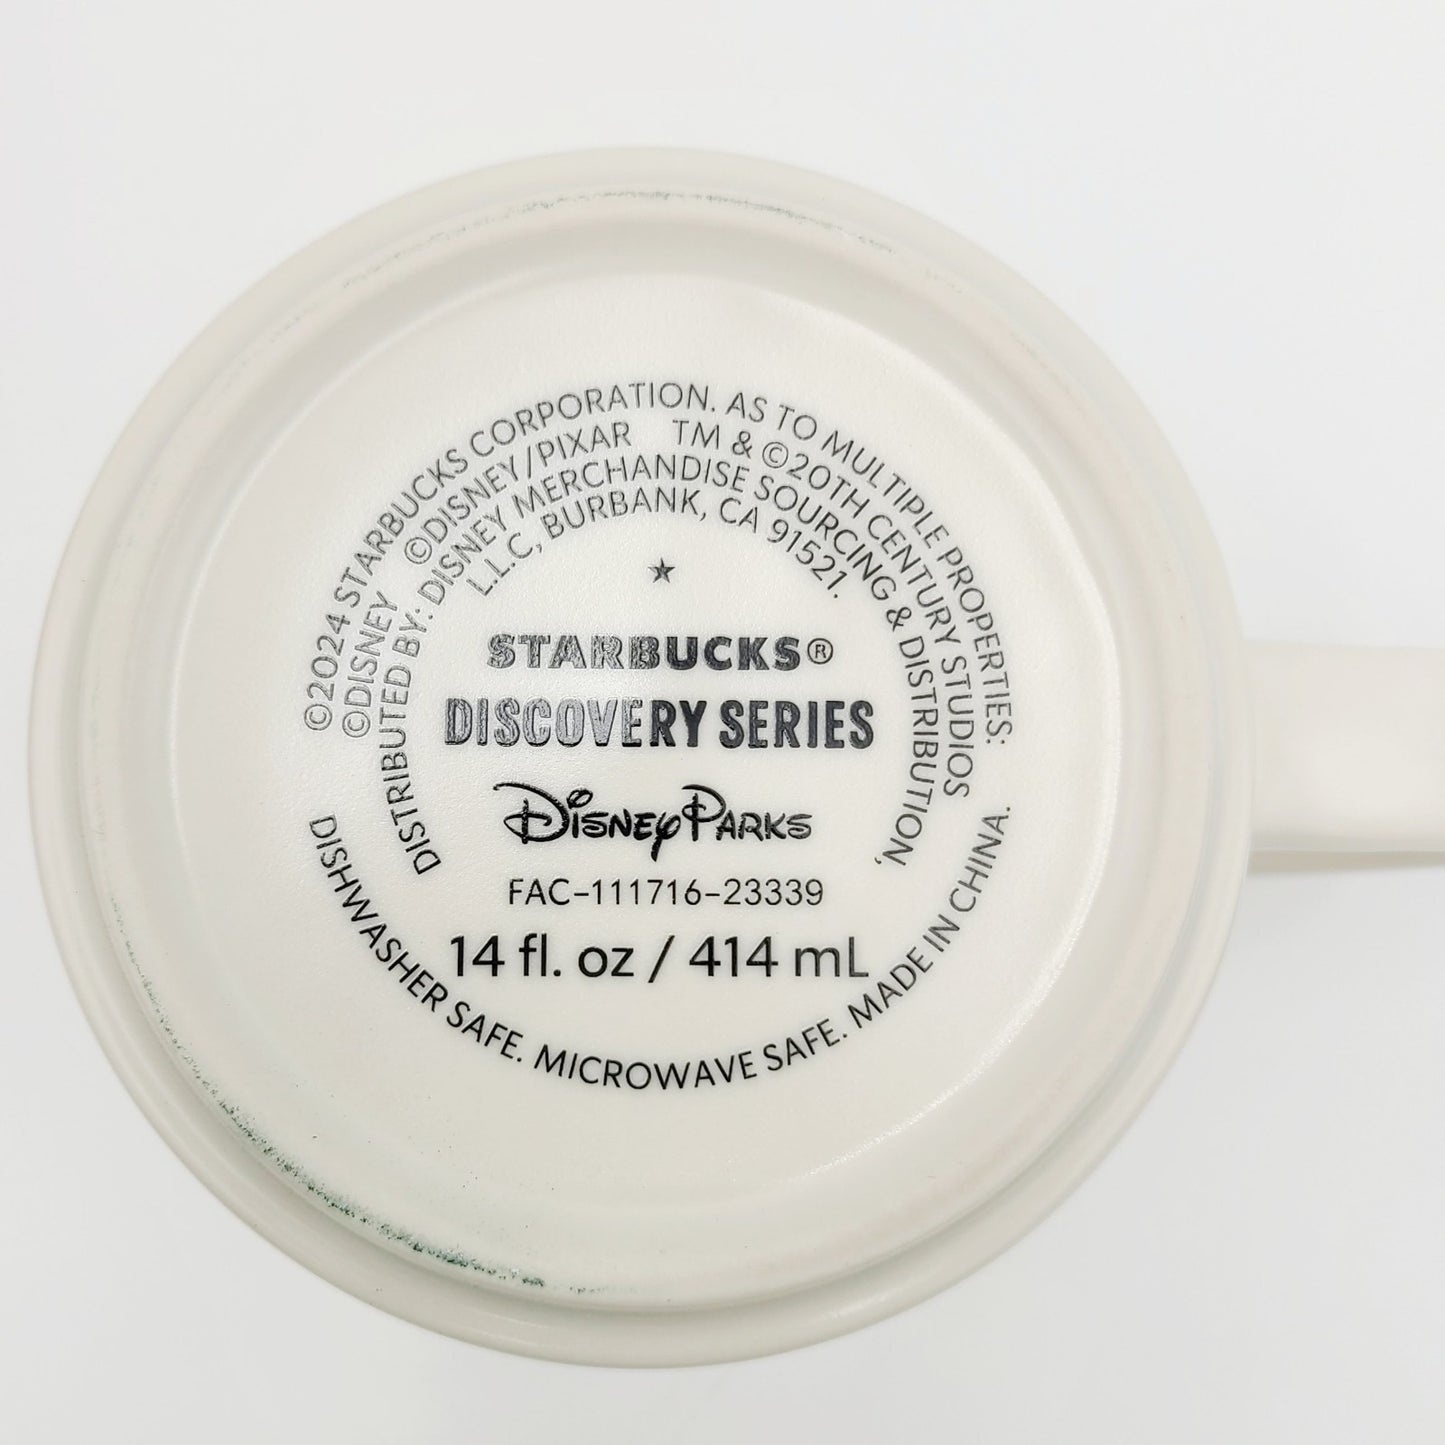 ©2024 STARBUCKS CORPORATION. AS TO MULTIPLE PROPERTIES:
©DISNEY ©DISNEY/PIXAR TM & ©20TH CENTURY STUDIOS
DISTRIBUTED BY: DISNEY MERCHANDISE SOURCING & DISTRIBUTION,
L.L.C, BURBANK, CA 91521.
STARBUCKS®
DISCOVERY SERIES
Disney Parks
FAC-111716-23339
14 fl. oz / 414 mL
DISHWASHER SAFE. MICROWAVE SAFE. MADE IN CHINA.